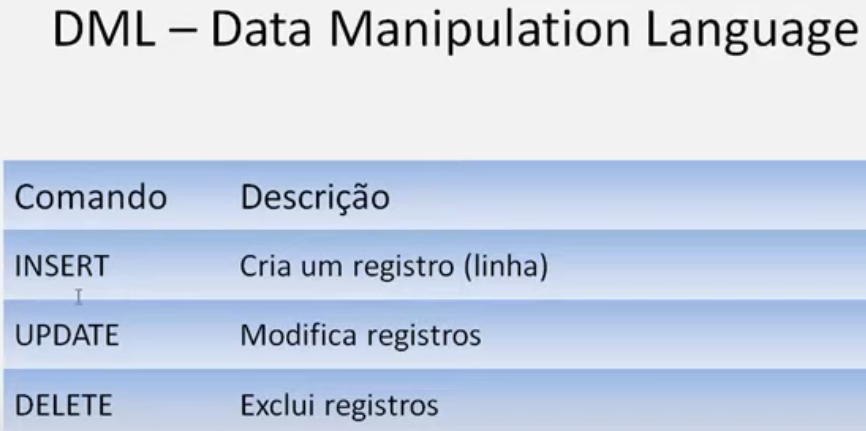 DML – Data Manipulation Language
Comando Descrição
INSERT Cria um registro (linha)
UPDATE Modifica registros
DELETE Exclui registros